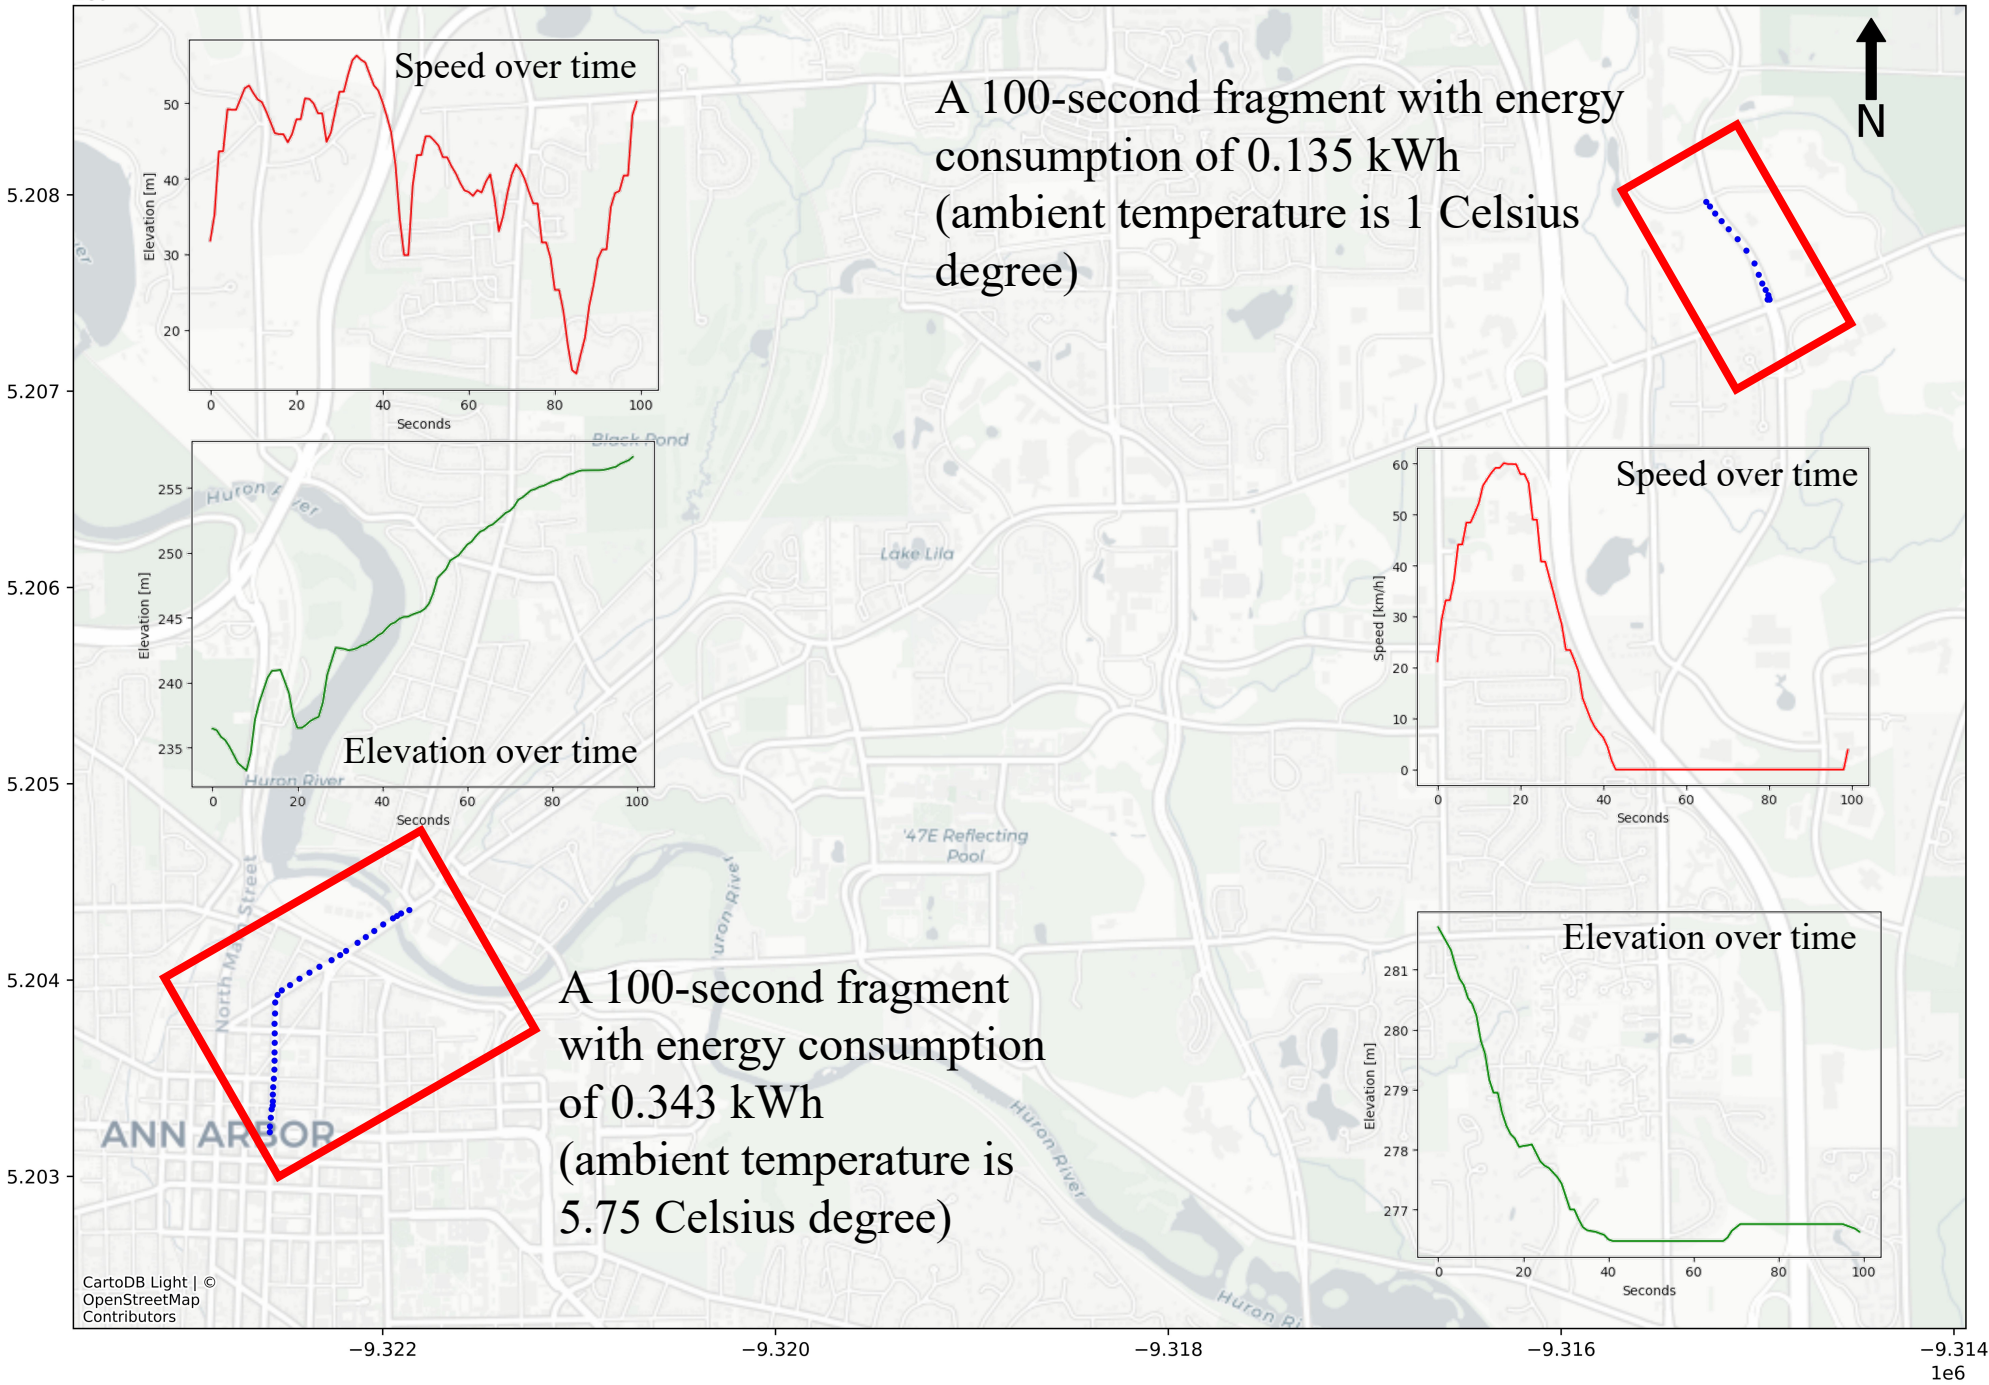 Speed over time
50
40
30
20
Elevation [m]
0 20 40 60 80 100
Seconds
A 100-second fragment with energy
consumption of 0.135 kWh
(ambient temperature is 1 Celsius
degree)
N
5.208
5.207
5.206
5.205
5.204
5.203
Black Pond
Huron River
255
250
245
240
235
Elevation [m]
Elevation over time
Huron River
0 20 40 60 80 100
Seconds
Lake Lila
Speed over time
60
50
40
30
20
10
0
Speed [km/h]
0 20 40 60 80 100
Seconds
'47E Reflecting
Pool
North Main Street
ANN ARBOR
A 100-second fragment
with energy consumption
of 0.343 kWh
(ambient temperature is
5.75 Celsius degree)
Huron River
Elevation over time
281
280
279
278
277
Elevation [m]
0 20 40 60 80 100
Seconds
CartoDB Light | ©
OpenStreetMap
Contributors
−9.322 −9.320 −9.318 −9.316 −9.314
1e6